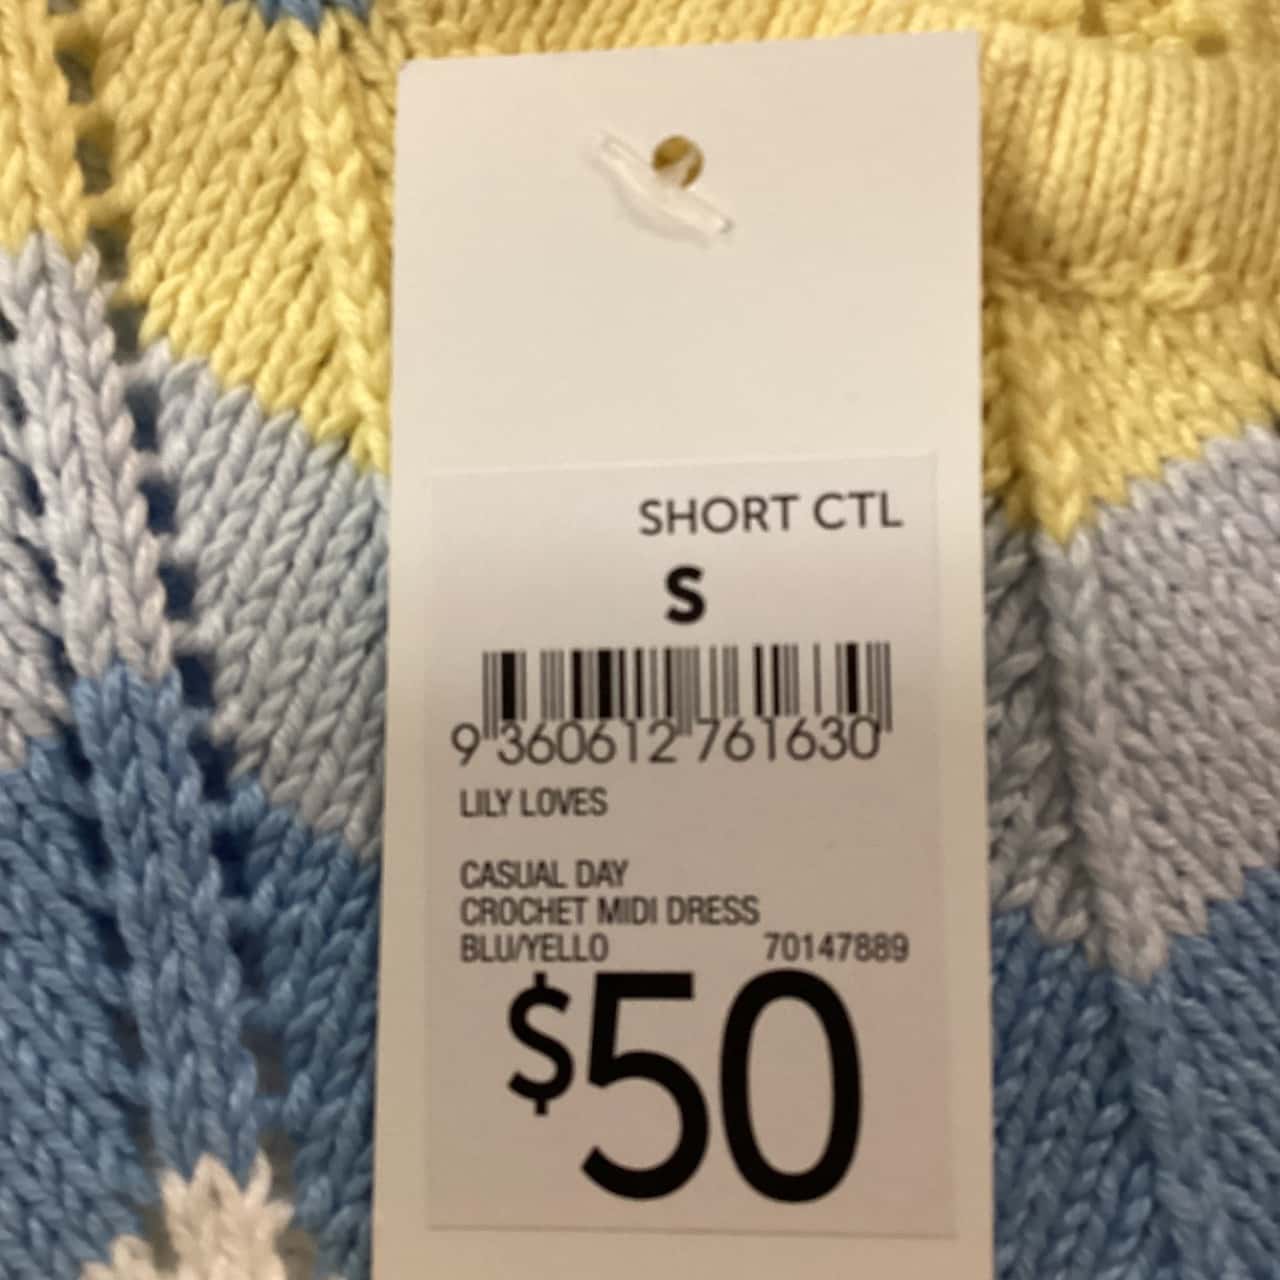 SHORT CTL
S
9 360612 761630
LILY LOVES
CASUAL DAY
CROCHET MIDI DRESS
BLU/YELLO 70147889
$50